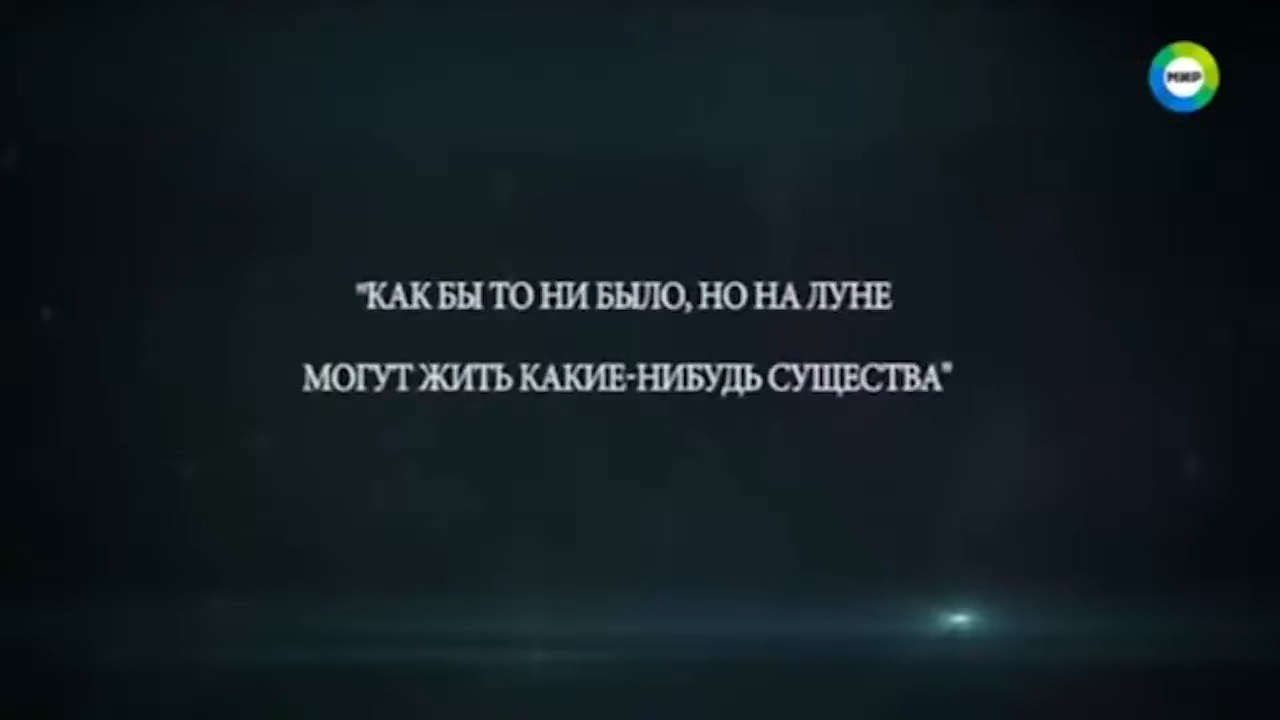 МИР
"КАК БЫ ТО НИ БЫЛО, НО НА ЛУНЕ
МОГУТ ЖИТЬ КАКИЕ-НИБУДЬ СУЩЕСТВА"